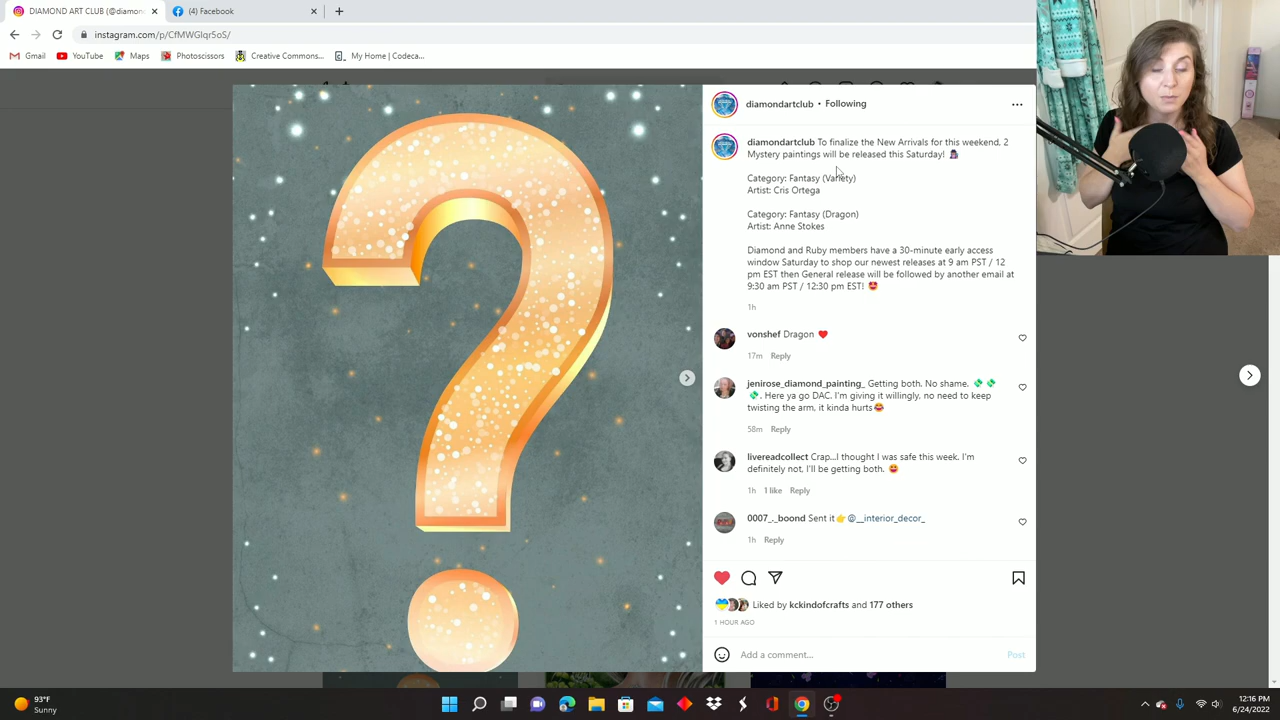 DIAMOND ART CLUB (@diamon
(4) Facebook
instagram.com/p/CfMWGlqr5oS/
Gmail
YouTube
Maps
Photoscissors
Creative Commons...
My Home | Codeca...
diamondartclub • Following
diamondartclub To finalize the New Arrivals for this weekend, 2
Mystery paintings will be released this Saturday!
Category: Fantasy (Variety)
Artist: Cris Ortega
Category: Fantasy (Dragon)
Artist: Anne Stokes
Diamond and Ruby members have a 30-minute early access
window Saturday to shop our newest releases at 9 am PST / 12
pm EST then General release will be followed by another email at
9:30 am PST / 12:30 pm EST! 🤩
1h
vonshef Dragon ❤️
17m Reply
jenirose_diamond_painting_ Getting both. No shame. 💸 💸
💸. Here ya go DAC. I'm giving it willingly, no need to keep
twisting the arm, it kinda hurts😂
58m Reply
livereadcollect Crap...I thought I was safe this week. I'm
definitely not, I'll be getting both. 😆
1h 1 like Reply
0007_._boond Sent it👉@__interior_decor_
1h Reply
Liked by kckindofcrafts and 177 others
1 HOUR AGO
Add a comment...
Post
93°F
Sunny
12:16 PM
6/24/2022
?